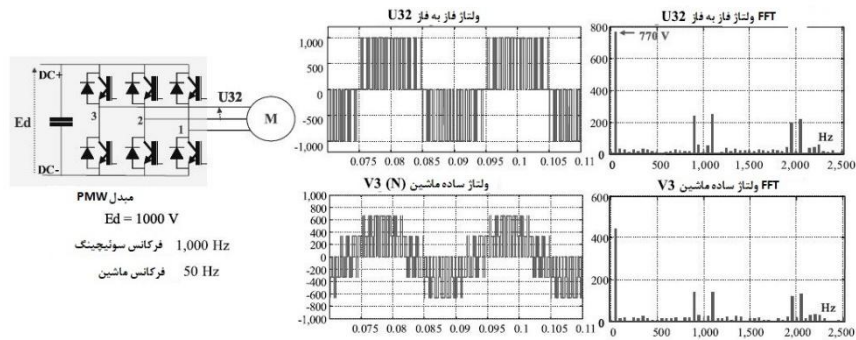 DC+
Ed
DC-
3
2
1
U32
M
مبدل PMW
Ed = 1000 V
فرکانس سوئیچینگ 1,000 Hz
فرکانس ماشین 50 Hz
ولتاژ فاز به فاز U32
1,000
500
0
-500
-1,000
0.075 0.08 0.085 0.09 0.095 0.1 0.105 0.11
FFT ولتاژ فاز به فاز U32
800
600
400
200
0
770 V
Hz
0 500 1,000 1,500 2,000 2,500
ولتاژ ساده ماشین V3 (N)
1,000
800
600
400
200
0
-200
-400
-600
-800
-1,000
0.075 0.08 0.085 0.09 0.095 0.1 0.105 0.11
FFT ولتاژ ساده ماشین V3
600
400
200
0
Hz
0 500 1,000 1,500 2,000 2,500